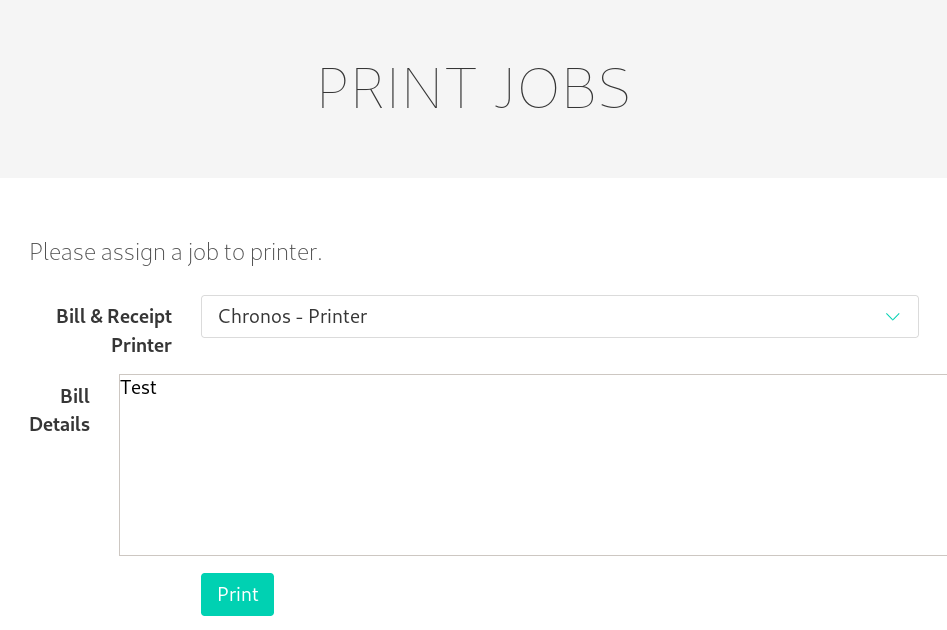 PRINT JOBS
Please assign a job to printer.
Bill & Receipt
Printer
Chronos - Printer
Bill
Details
Test
Print